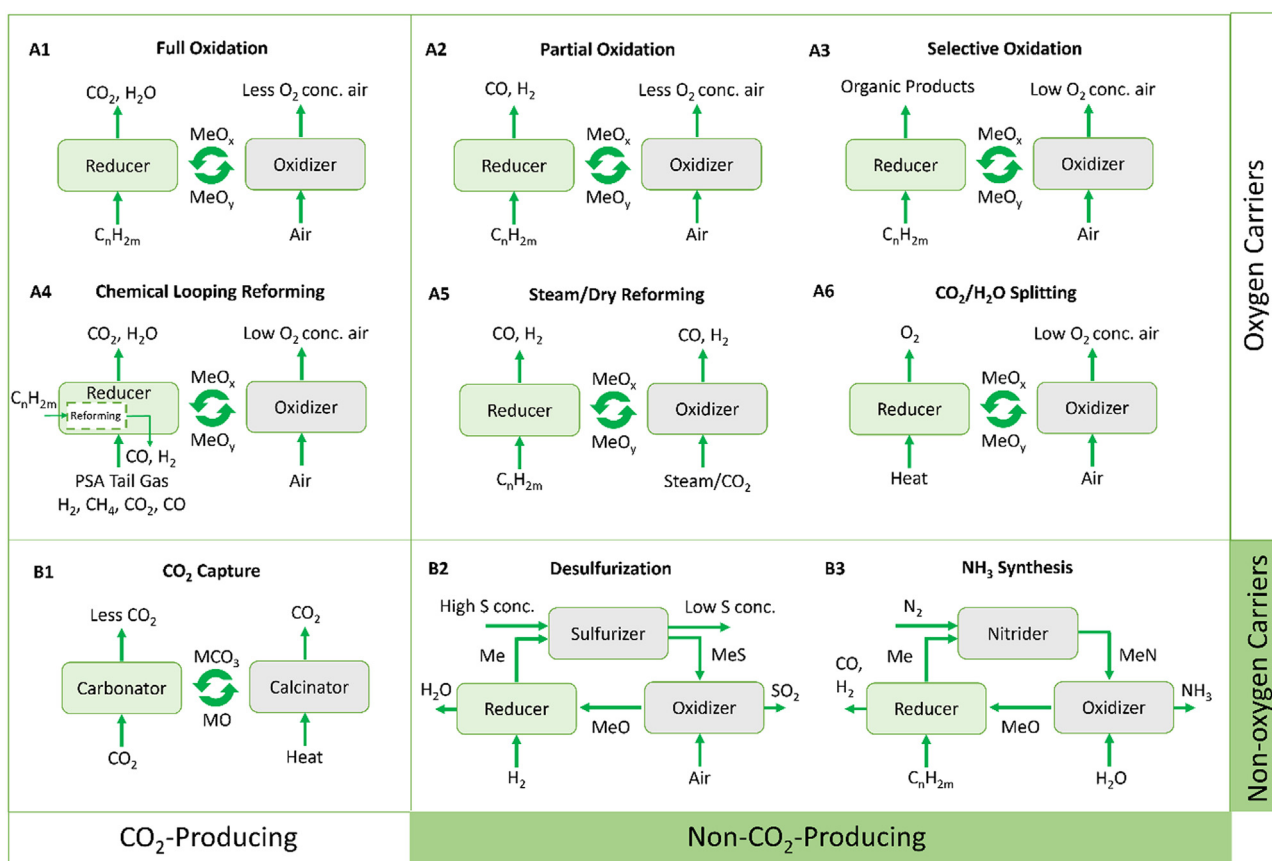 A1 Full Oxidation
CO₂, H₂O
Less O₂ conc. air
MeOₓ
Reducer
Oxidizer
MeOᵧ
CₙH₂ₘ
Air
A2 Partial Oxidation
CO, H₂
Less O₂ conc. air
MeOₓ
Reducer
Oxidizer
MeOᵧ
CₙH₂ₘ
Air
A3 Selective Oxidation
Organic Products
Low O₂ conc. air
MeOₓ
Reducer
Oxidizer
MeOᵧ
CₙH₂ₘ
Air
A4 Chemical Looping Reforming
CO₂, H₂O
Low O₂ conc. air
Reducer
MeOₓ
CₙH₂ₘ
Reforming
Oxidizer
MeOᵧ
CO, H₂
PSA Tail Gas
H₂, CH₄, CO₂, CO
Air
A5 Steam/Dry Reforming
CO, H₂
CO, H₂
MeOₓ
Reducer
Oxidizer
MeOᵧ
CₙH₂ₘ
Steam/CO₂
A6 CO₂/H₂O Splitting
O₂
Low O₂ conc. air
MeOₓ
Reducer
Oxidizer
MeOᵧ
Heat
Air
Oxygen Carriers
B1 CO₂ Capture
Less CO₂
CO₂
MCO₃
Carbonator
Calcinator
MO
CO₂
Heat
B2 Desulfurization
High S conc.
Low S conc.
Sulfurizer
Me
MeS
H₂O
SO₂
Reducer
Oxidizer
MeO
H₂
Air
B3 NH₃ Synthesis
N₂
Nitrider
Me
MeN
CO,
H₂
NH₃
Reducer
Oxidizer
MeO
CₙH₂ₘ
H₂O
Non-oxygen Carriers
CO₂-Producing
Non-CO₂-Producing